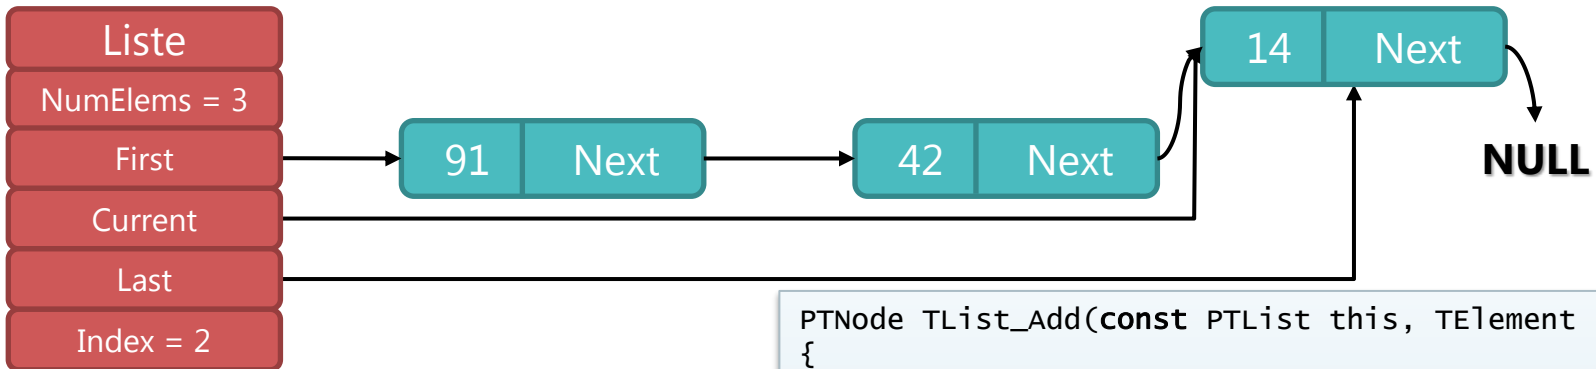 Liste
NumElems = 3
First
Current
Last
Index = 2
91 Next
42 Next
14 Next
NULL
PTNode TList_Add(const PTList this, TElement
{